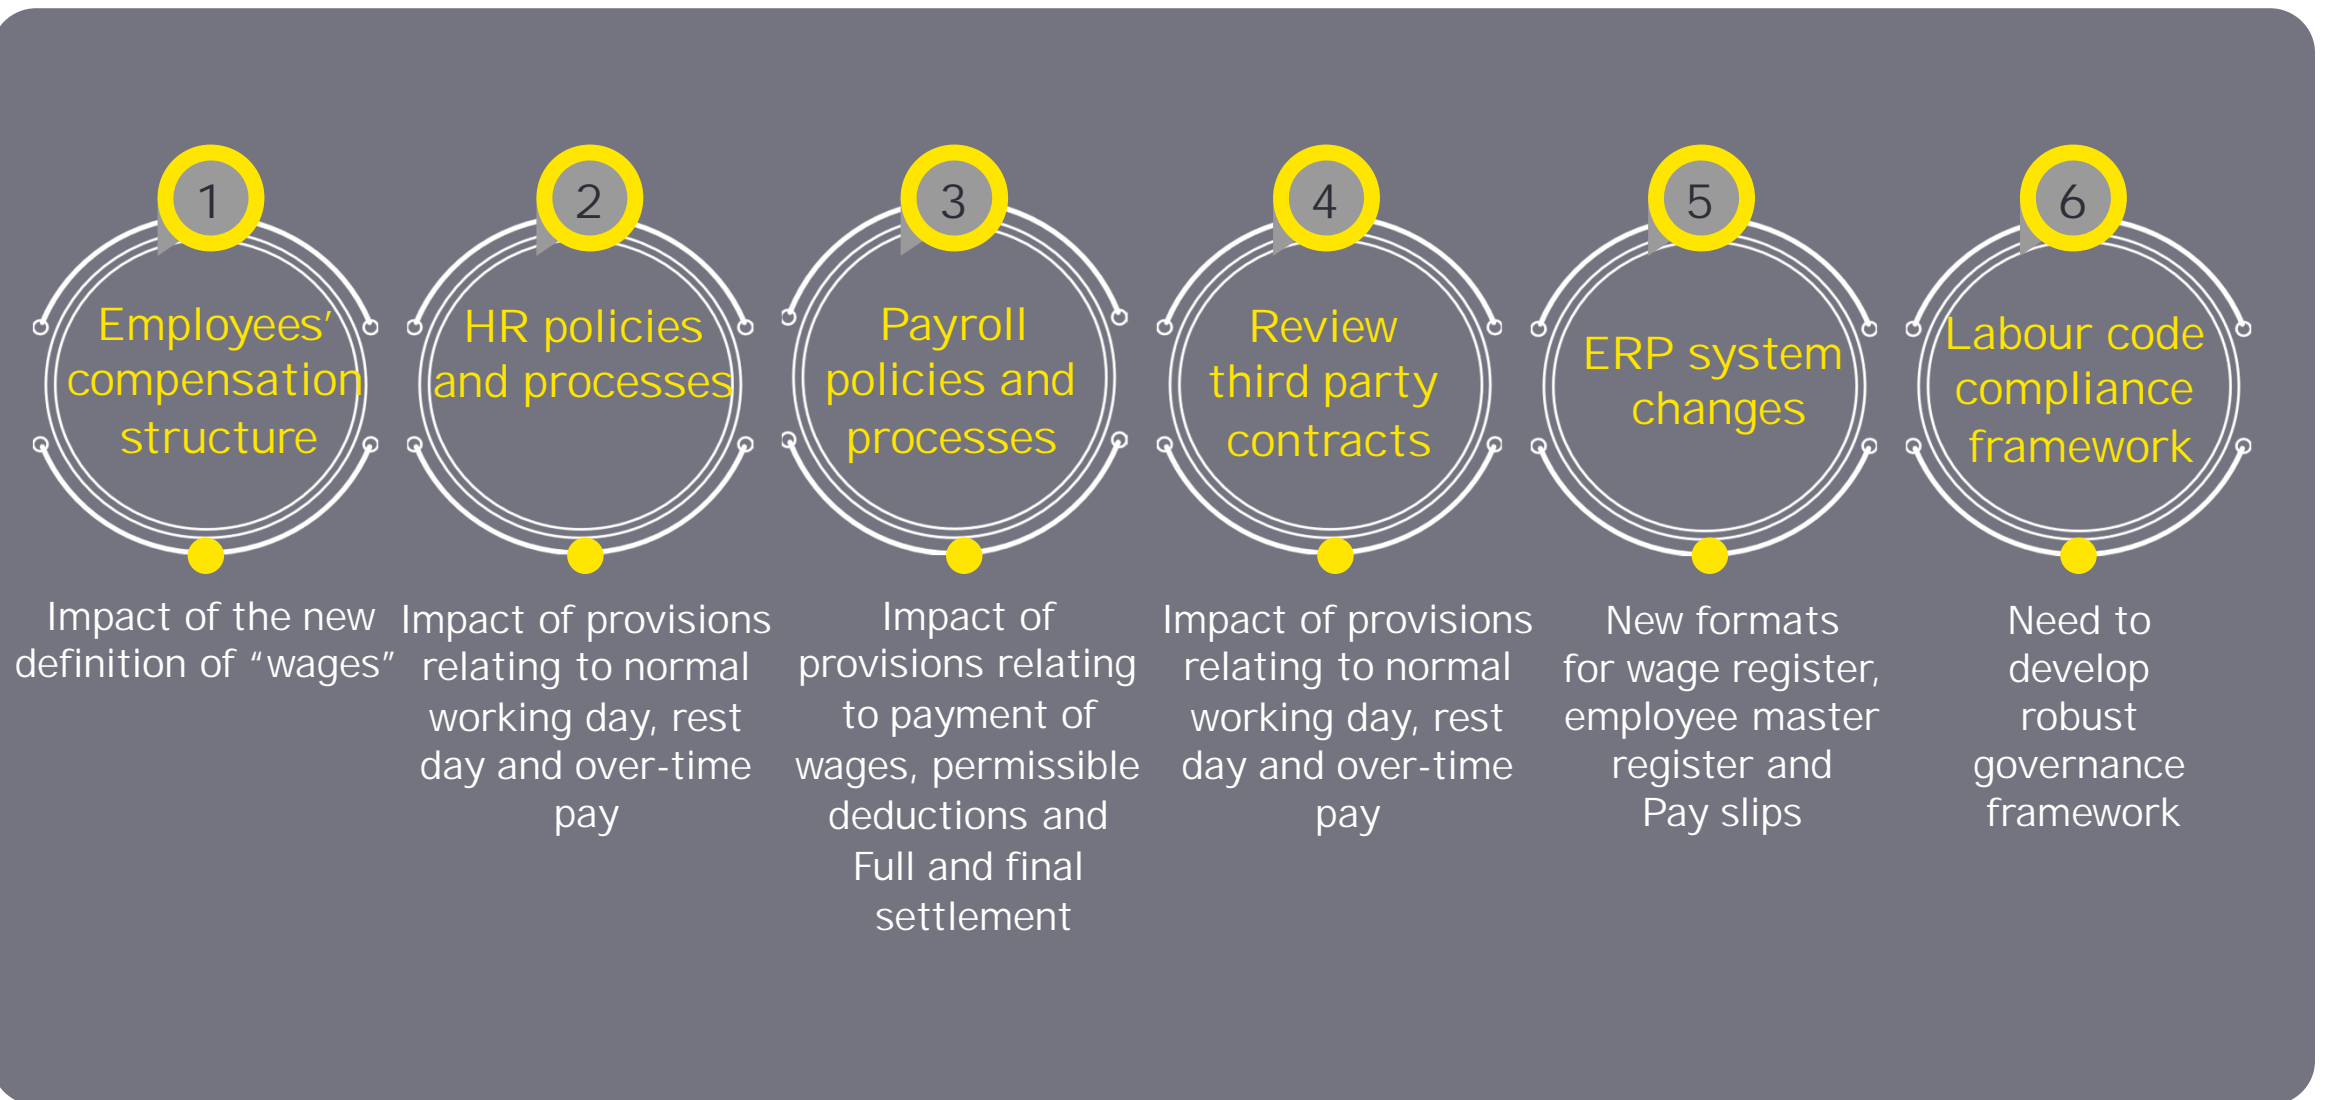 1
Employees’
compensation
structure
Impact of the new
definition of “wages”
2
HR policies
and processes
Impact of provisions
relating to normal
working day, rest
day and over-time
pay
3
Payroll
policies and
processes
Impact of
provisions relating
to payment of
wages, permissible
deductions and
Full and final
settlement
4
Review
third party
contracts
Impact of provisions
relating to normal
working day, rest
day and over-time
pay
5
ERP system
changes
New formats
for wage register,
employee master
register and
Pay slips
6
Labour code
compliance
framework
Need to
develop
robust
governance
framework